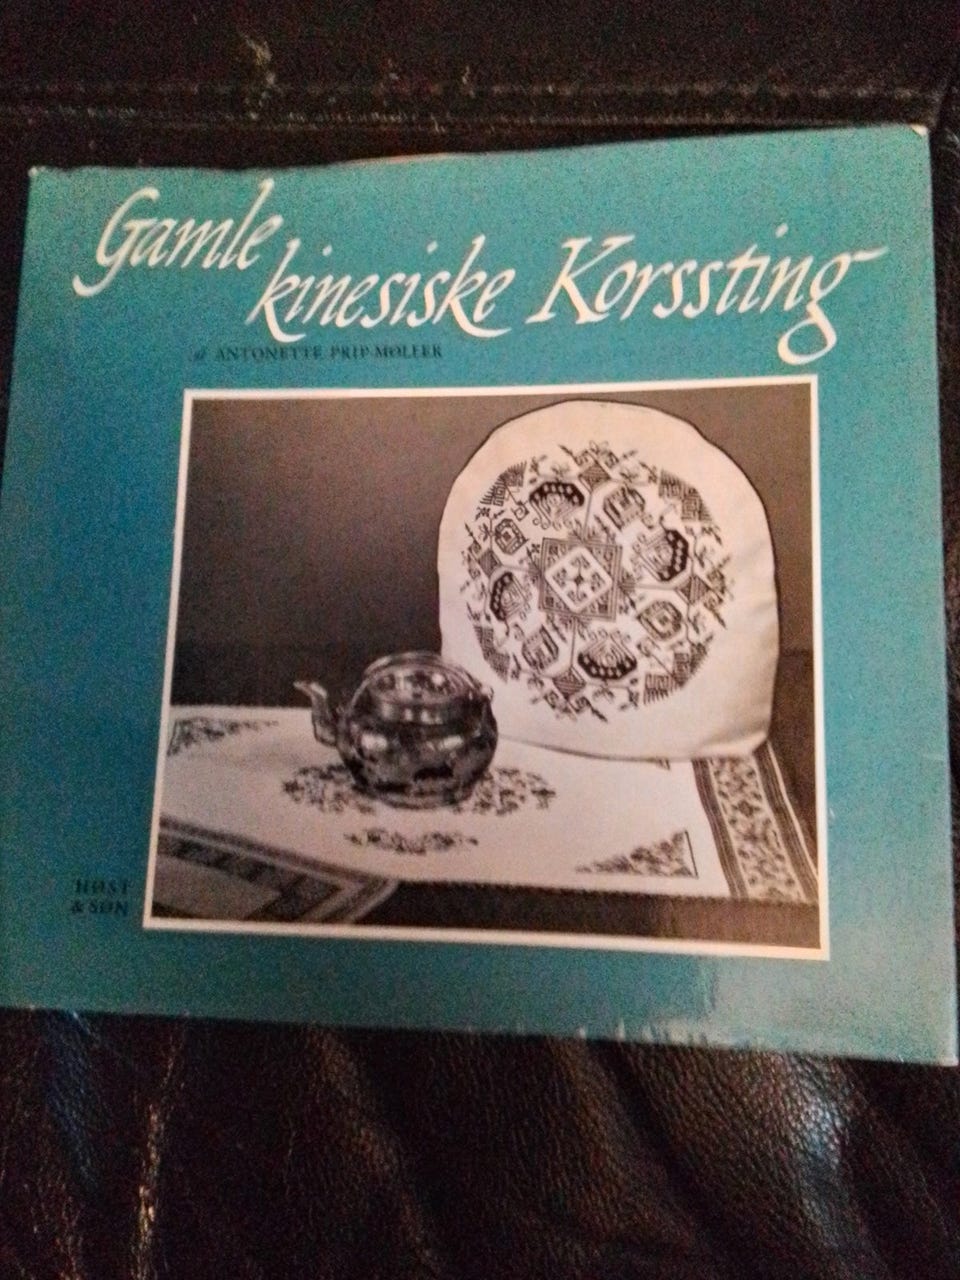 Gamle
kinesiske Korssting
af ANTONETTE PRIP-MØLLER
HØST
& SØN